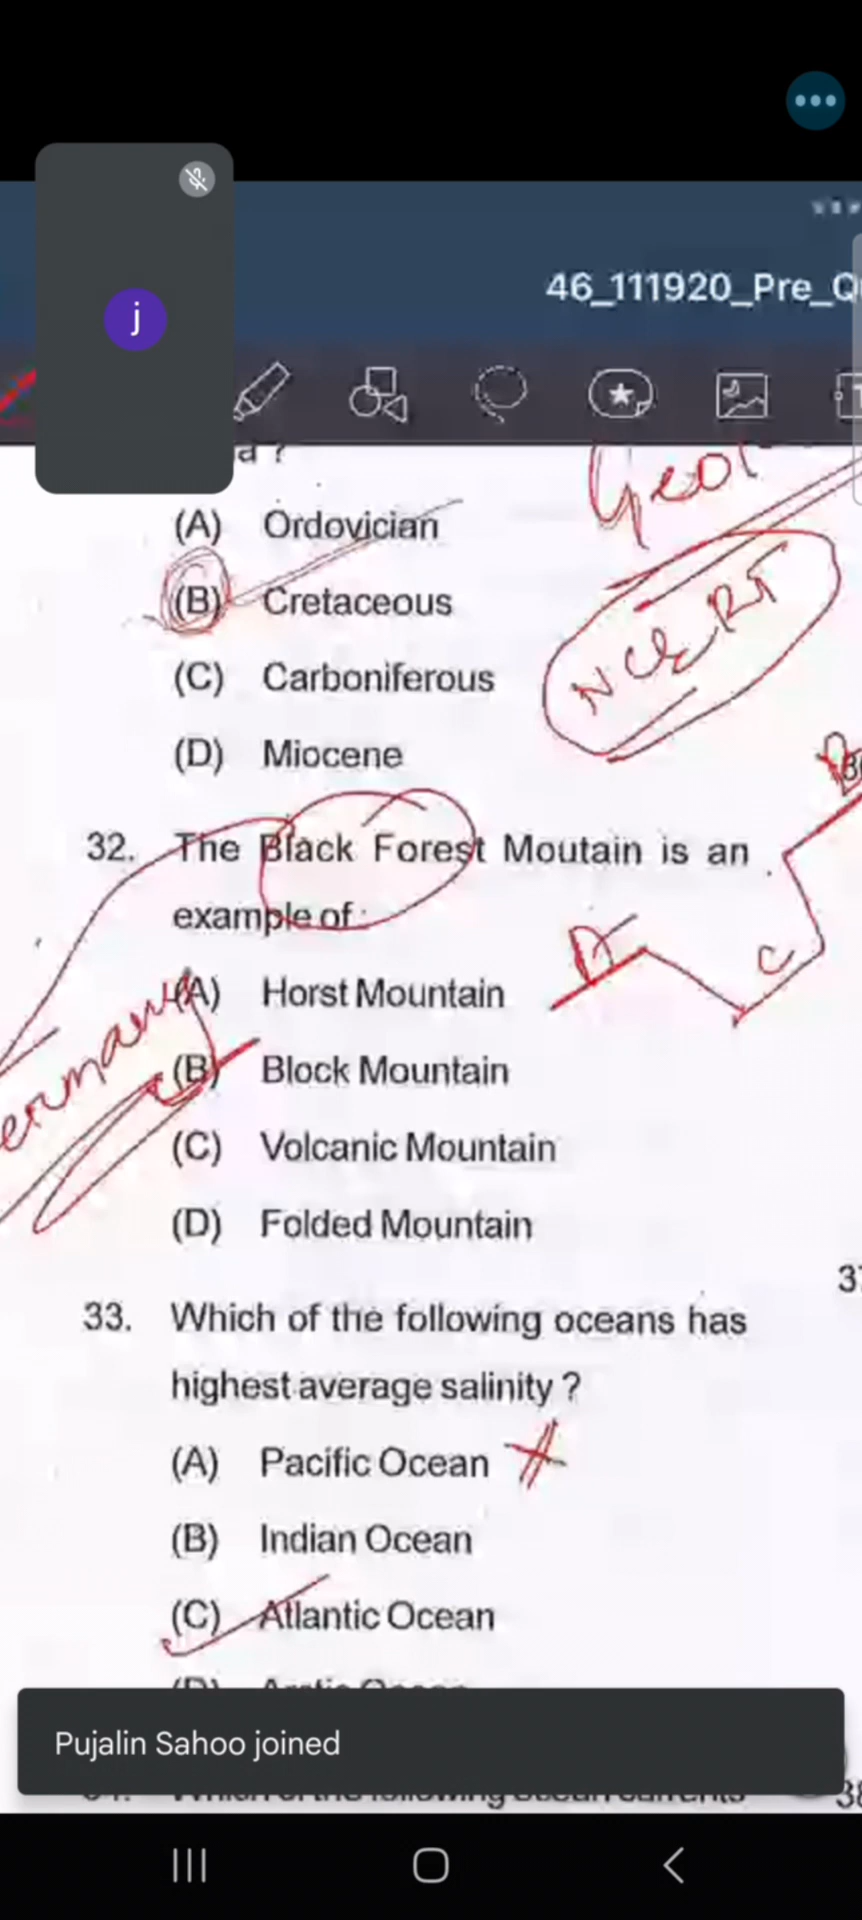 j
46_111920_Pre_Q
Geol
(A) Ordovician
(B) Cretaceous
NCERT
(C) Carboniferous
(D) Miocene
32. The Black Forest Moutain is an
example of :
D
C
(A) Horst Mountain
ermany
(B) Block Mountain
(C) Volcanic Mountain
(D) Folded Mountain
33. Which of the following oceans has
highest average salinity ?
(A) Pacific Ocean
(B) Indian Ocean
(C) Atlantic Ocean
Pujalin Sahoo joined